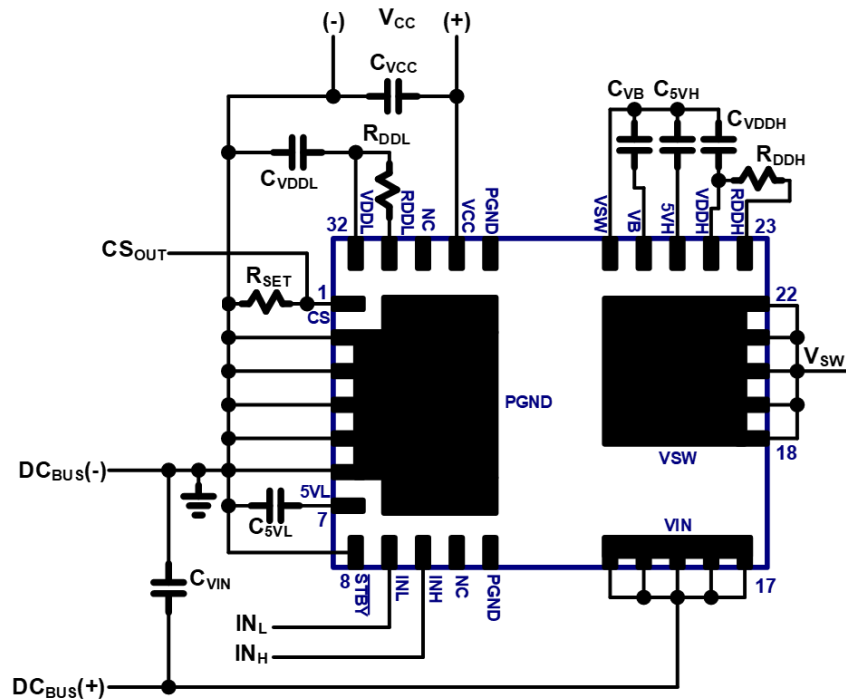 (-) VCC (+)
CVCC
CVB C5VH
CVDDH
RDDL
RDDH
CVDDL
32 VDDL RDDL NC VCC PGND VSW VB 5VH VDDH RDDH 23
CSOUT
RSET
1
CS
22
VSW
PGND
VSW
18
DCBUS(-)
5VL
7
C5VL
VIN
CVIN
8 STBY INL INH NC PGND 17
INL
INH
DCBUS(+)